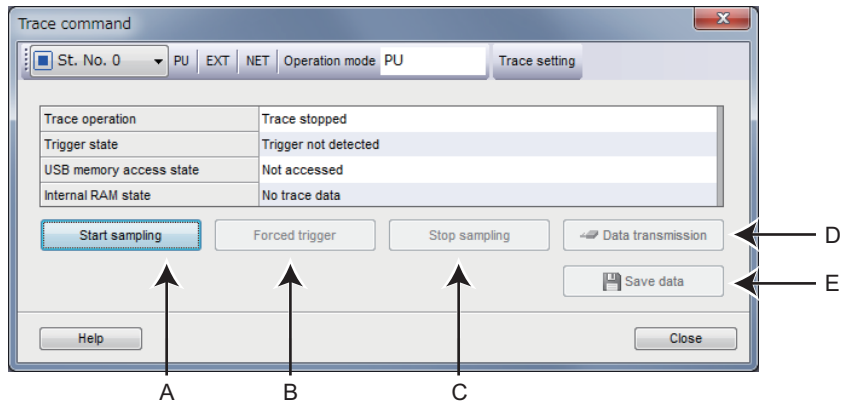 Trace command
St. No. 0 PU EXT NET Operation mode PU Trace setting
Trace operation Trace stopped
Trigger state Trigger not detected
USB memory access state Not accessed
Internal RAM state No trace data
Start sampling Forced trigger Stop sampling Data transmission D
Save data E
Help Close
A B C